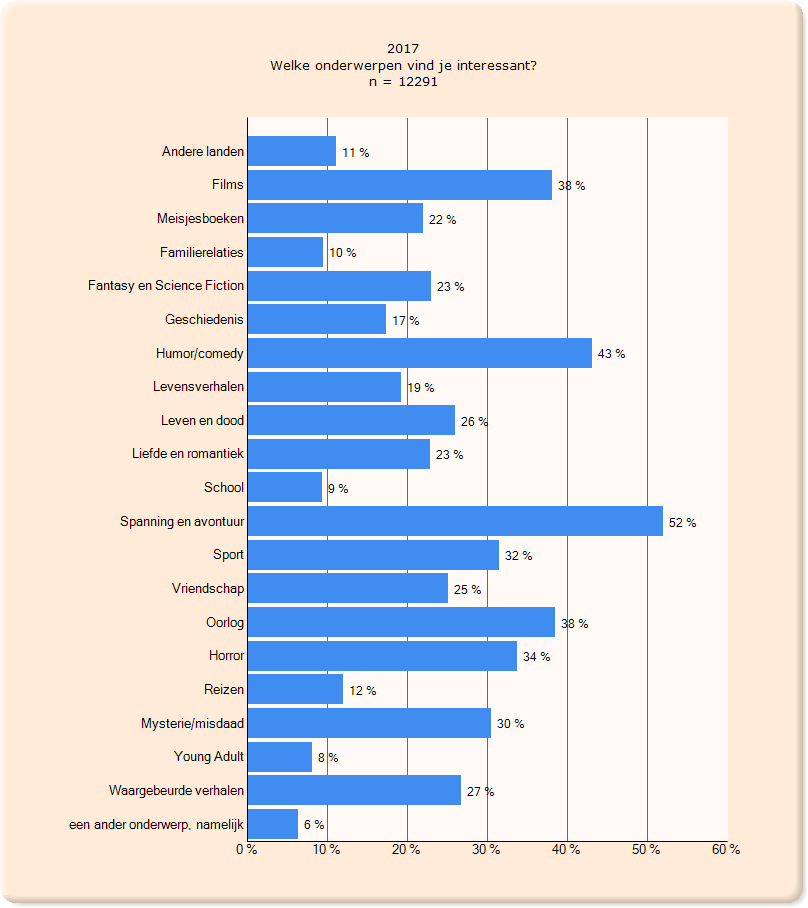 2017
Welke onderwerpen vind je interessant?
n = 12291
Andere landen 11 %
Films 38 %
Meisjesboeken 22 %
Familierelaties 10 %
Fantasy en Science Fiction 23 %
Geschiedenis 17 %
Humor/comedy 43 %
Levensverhalen 19 %
Leven en dood 26 %
Liefde en romantiek 23 %
School 9 %
Spanning en avontuur 52 %
Sport 32 %
Vriendschap 25 %
Oorlog 38 %
Horror 34 %
Reizen 12 %
Mysterie/misdaad 30 %
Young Adult 8 %
Waargebeurde verhalen 27 %
een ander onderwerp, namelijk 6 %
0 % 10 % 20 % 30 % 40 % 50 % 60 %